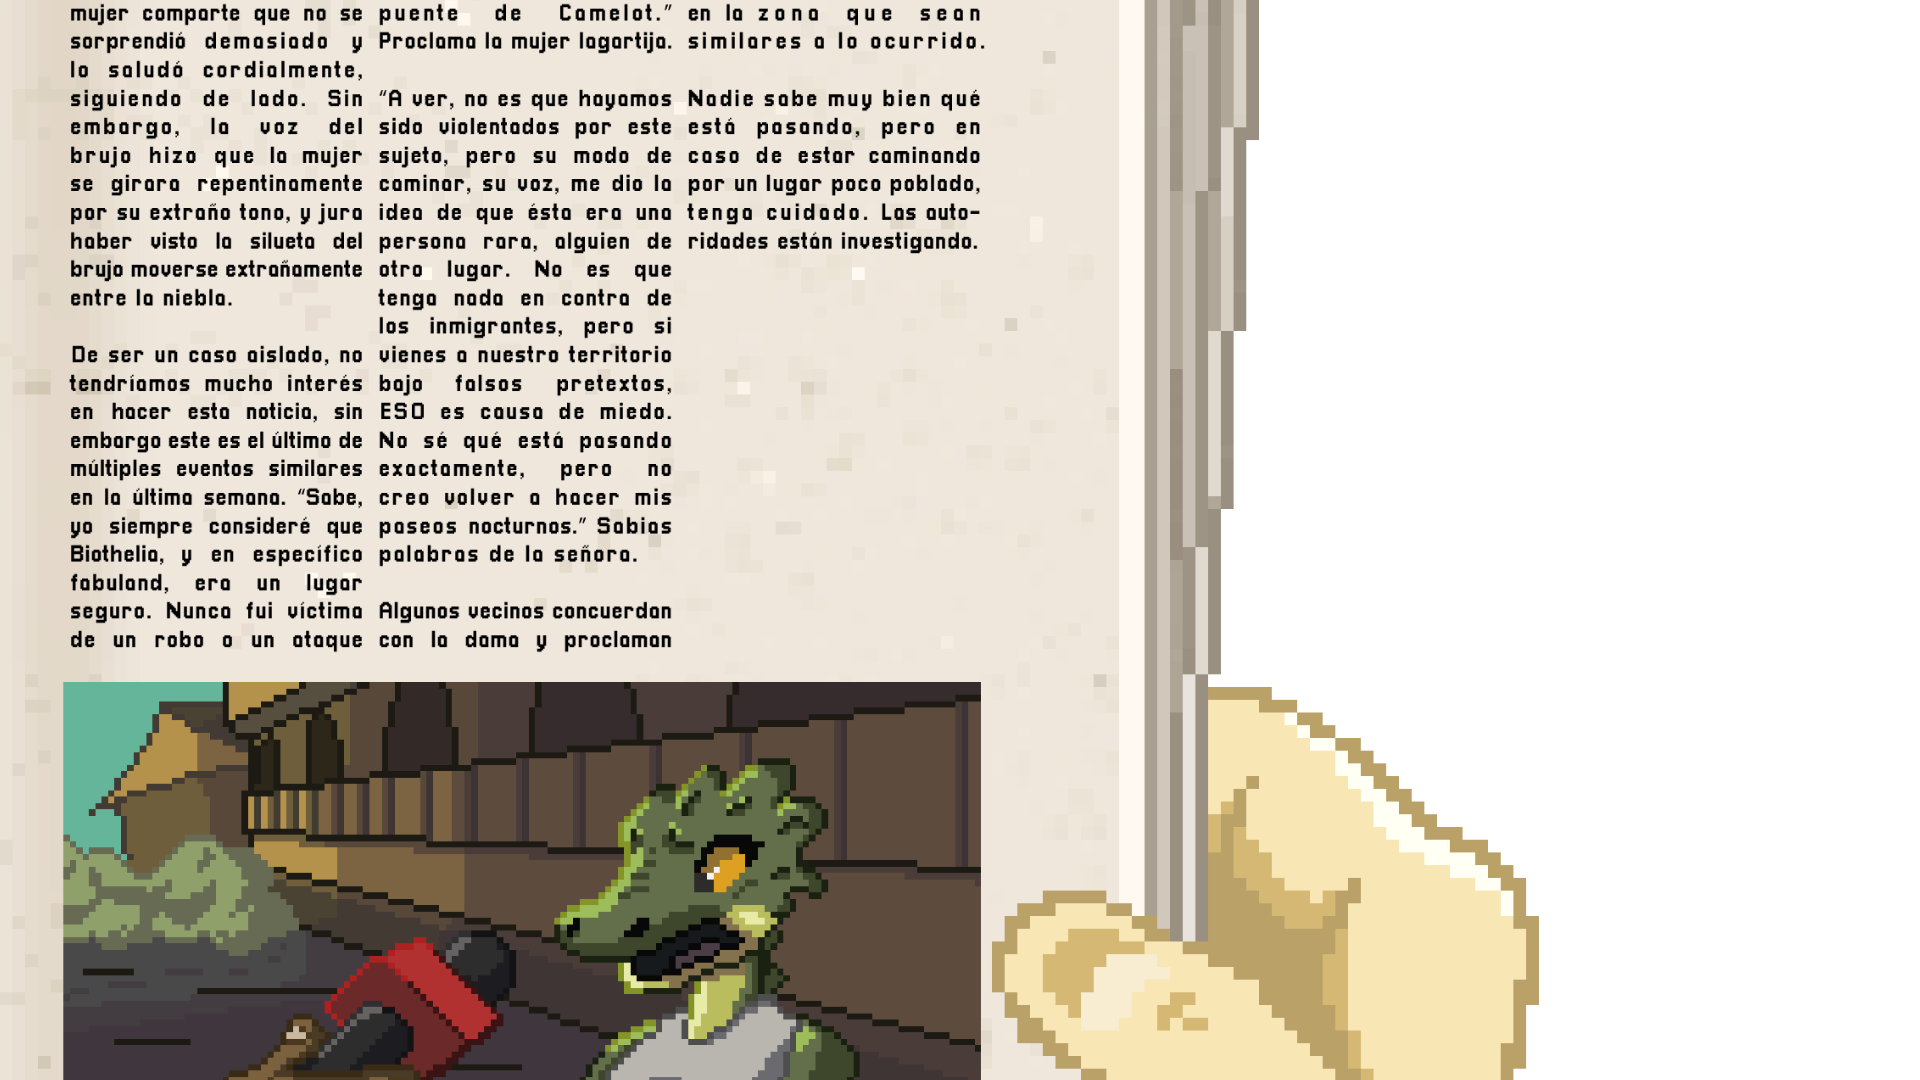 mujer comparte que no se
sorprendió demasiado y
lo saludó cordialmente,
siguiendo de lado. Sin
embargo, la voz del
brujo hizo que la mujer
se girara repentinamente
por su extraño tono, y jura
haber visto la silueta del
brujo moverse extrañamente
entre la niebla.
De ser un caso aislado, no
tendríamos mucho interés
en hacer esta noticia, sin
embargo este es el último de
múltiples eventos similares
en la última semana. "Sabe,
yo siempre consideré que
Biothelia, y en específico
fabuland, era un lugar
seguro. Nunca fui víctima
de un robo o un ataque
puente de Camelot."
Proclama la mujer lagartija.
"A ver, no es que hayamos
sido violentados por este
sujeto, pero su modo de
caminar, su voz, me dio la
idea de que ésta era una
persona rara, alguien de
otro lugar. No es que
tenga nada en contra de
los inmigrantes, pero si
vienes a nuestro territorio
bajo falsos pretextos,
ESO es causa de miedo.
No sé qué está pasando
exactamente, pero no
creo volver a hacer mis
paseos nocturnos." Sabias
palabras de la señora.
Algunos vecinos concuerdan
con la dama y proclaman
en la zona que sean
similares a lo ocurrido.
Nadie sabe muy bien qué
está pasando, pero en
caso de estar caminando
por un lugar poco poblado,
tenga cuidado. Las auto-
ridades están investigando.